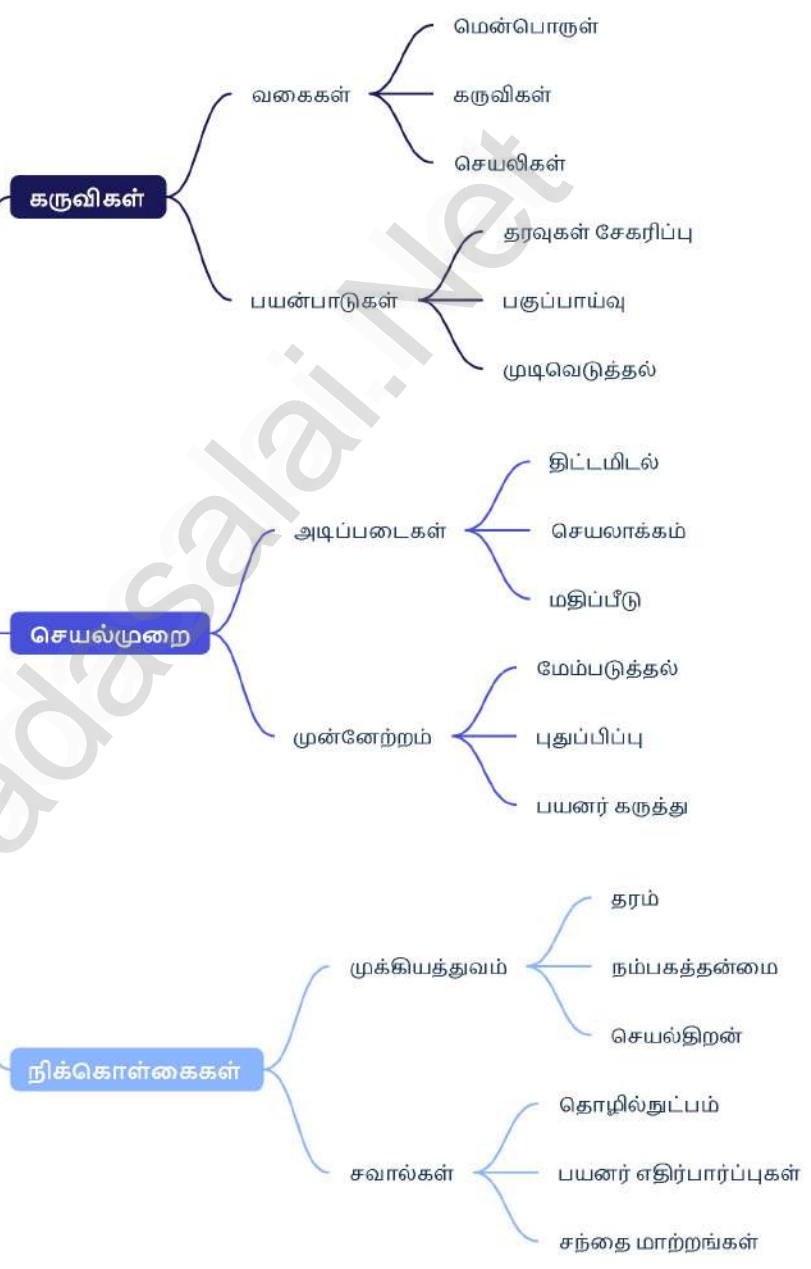 கருவிகள்
வகைகள்
மென்பொருள்
கருவிகள்
செயலிகள்
பயன்பாடுகள்
தரவுகள் சேகரிப்பு
பகுப்பாய்வு
முடிவெடுத்தல்
செயல்முறை
அடிப்படைகள்
திட்டமிடல்
செயலாக்கம்
மதிப்பீடு
முன்னேற்றம்
மேம்படுத்தல்
புதுப்பிப்பு
பயனர் கருத்து
நிக்கொள்கைகள்
முக்கியத்துவம்
தரம்
நம்பகத்தன்மை
செயல்திறன்
சவால்கள்
தொழில்நுட்பம்
பயனர் எதிர்பார்ப்புகள்
சந்தை மாற்றங்கள்
adasalai.Net